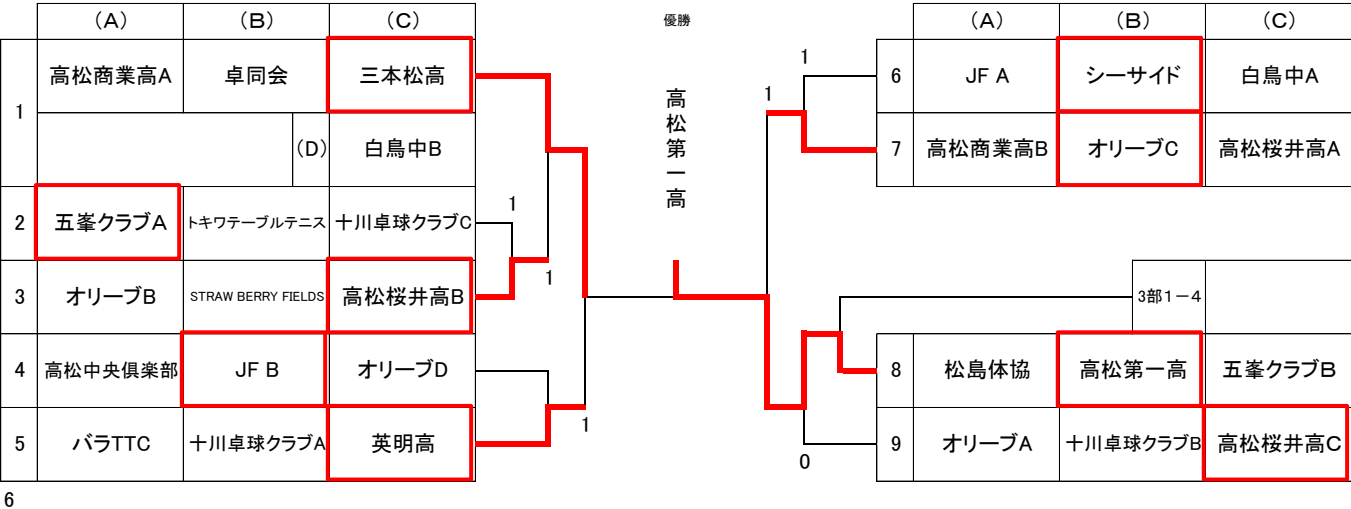 (A) (B) (C)
1 高松商業高A 卓同会 三本松高
(D) 白鳥中B
2 五峯クラブA トキワテーブルテニス 十川卓球クラブC
3 オリーブB STRAW BERRY FIELDS 高松桜井高B
4 高松中央俱楽部 JF B オリーブD
5 バラTTC 十川卓球クラブA 英明高
1
1
1
優勝
高松第一高
1
1
0
(A) (B) (C)
6 JF A シーサイド 白鳥中A
7 高松商業高B オリーブC 高松桜井高A
3部1－4
8 松島体協 高松第一高 五峯クラブB
9 オリーブA 十川卓球クラブB 高松桜井高C
6